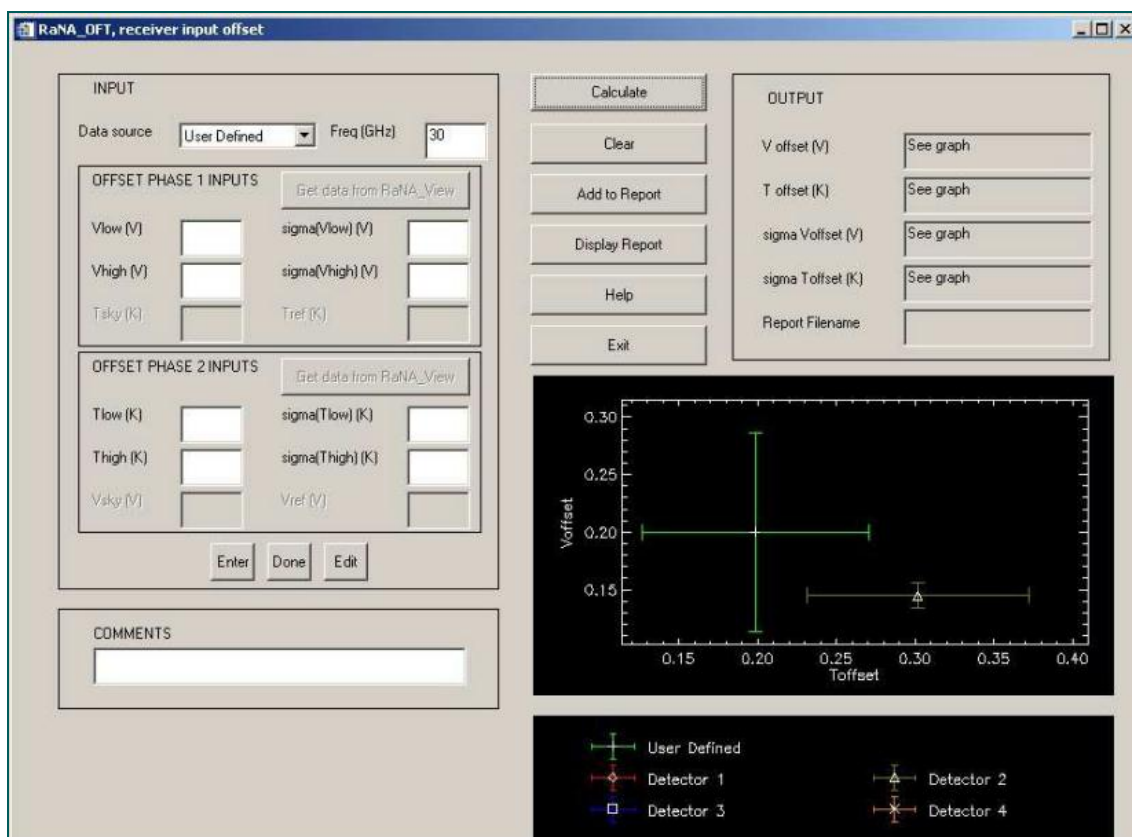 RaNA_OFT, receiver input offset
INPUT
Data source
User Defined
Freq (GHz)
30
OFFSET PHASE 1 INPUTS
Get data from RaNA_View
Vlow (V)
sigma(Vlow) (V)
Vhigh (V)
sigma(Vhigh) (V)
Tsky (K)
Tref (K)
OFFSET PHASE 2 INPUTS
Get data from RaNA_View
Tlow (K)
sigma(Tlow) (K)
Thigh (K)
sigma(Thigh) (K)
Vsky (V)
Vref (V)
Enter
Done
Edit
COMMENTS
Calculate
Clear
Add to Report
Display Report
Help
Exit
OUTPUT
V offset (V)
See graph
T offset (K)
See graph
sigma Voffset (V)
See graph
sigma Toffset (K)
See graph
Report Filename
Voffset
0.30
0.25
0.20
0.15
0.15 0.20 0.25 0.30 0.35 0.40
Toffset
User Defined
Detector 1
Detector 2
Detector 3
Detector 4